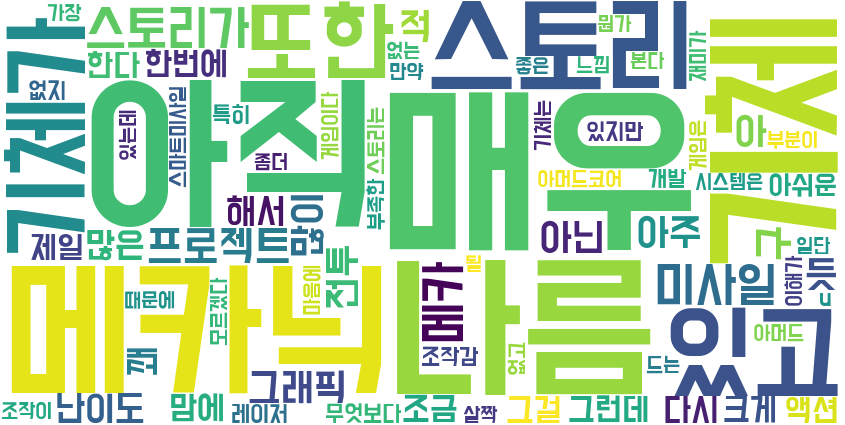 가장
스토리가
또한
적
없는
만약
스토리
뭔가
좋은
느낌
본다
재미가
기체
기체가
한다
한번에
없지
있는데
스마트미사일
특히
아직
게임이다
좀더
스토리는
부족한
매우
기체는
있지만
게임은
아
부분이
아머드코어
개발
시스템은
아쉬운
제일
많은
프로젝트
해서
많이
전투
아닌
아주
구
일단
메카닉
때문에
꽤
모르겠다
마음에
그래픽
메카
될
조작감
없고
나름
미사일
이해가
듯
아머드
드는
있고
조작이
난이도
맘에
레이저
무엇보다
조금
살짝
그걸
그런데
다시
크게
액션